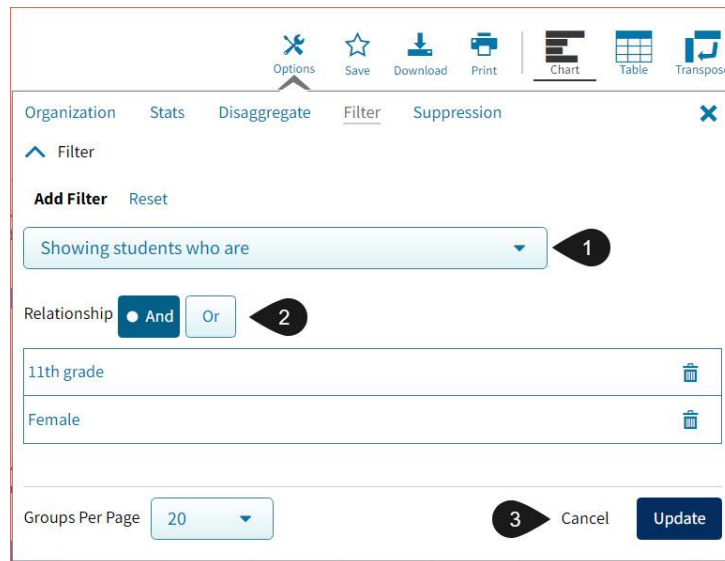 Options Save Download Print Chart Table Transpose
Organization Stats Disaggregate Filter Suppression
Filter
Add Filter Reset
Showing students who are 1
Relationship And Or 2
11th grade
Female
Groups Per Page 20 3 Cancel Update